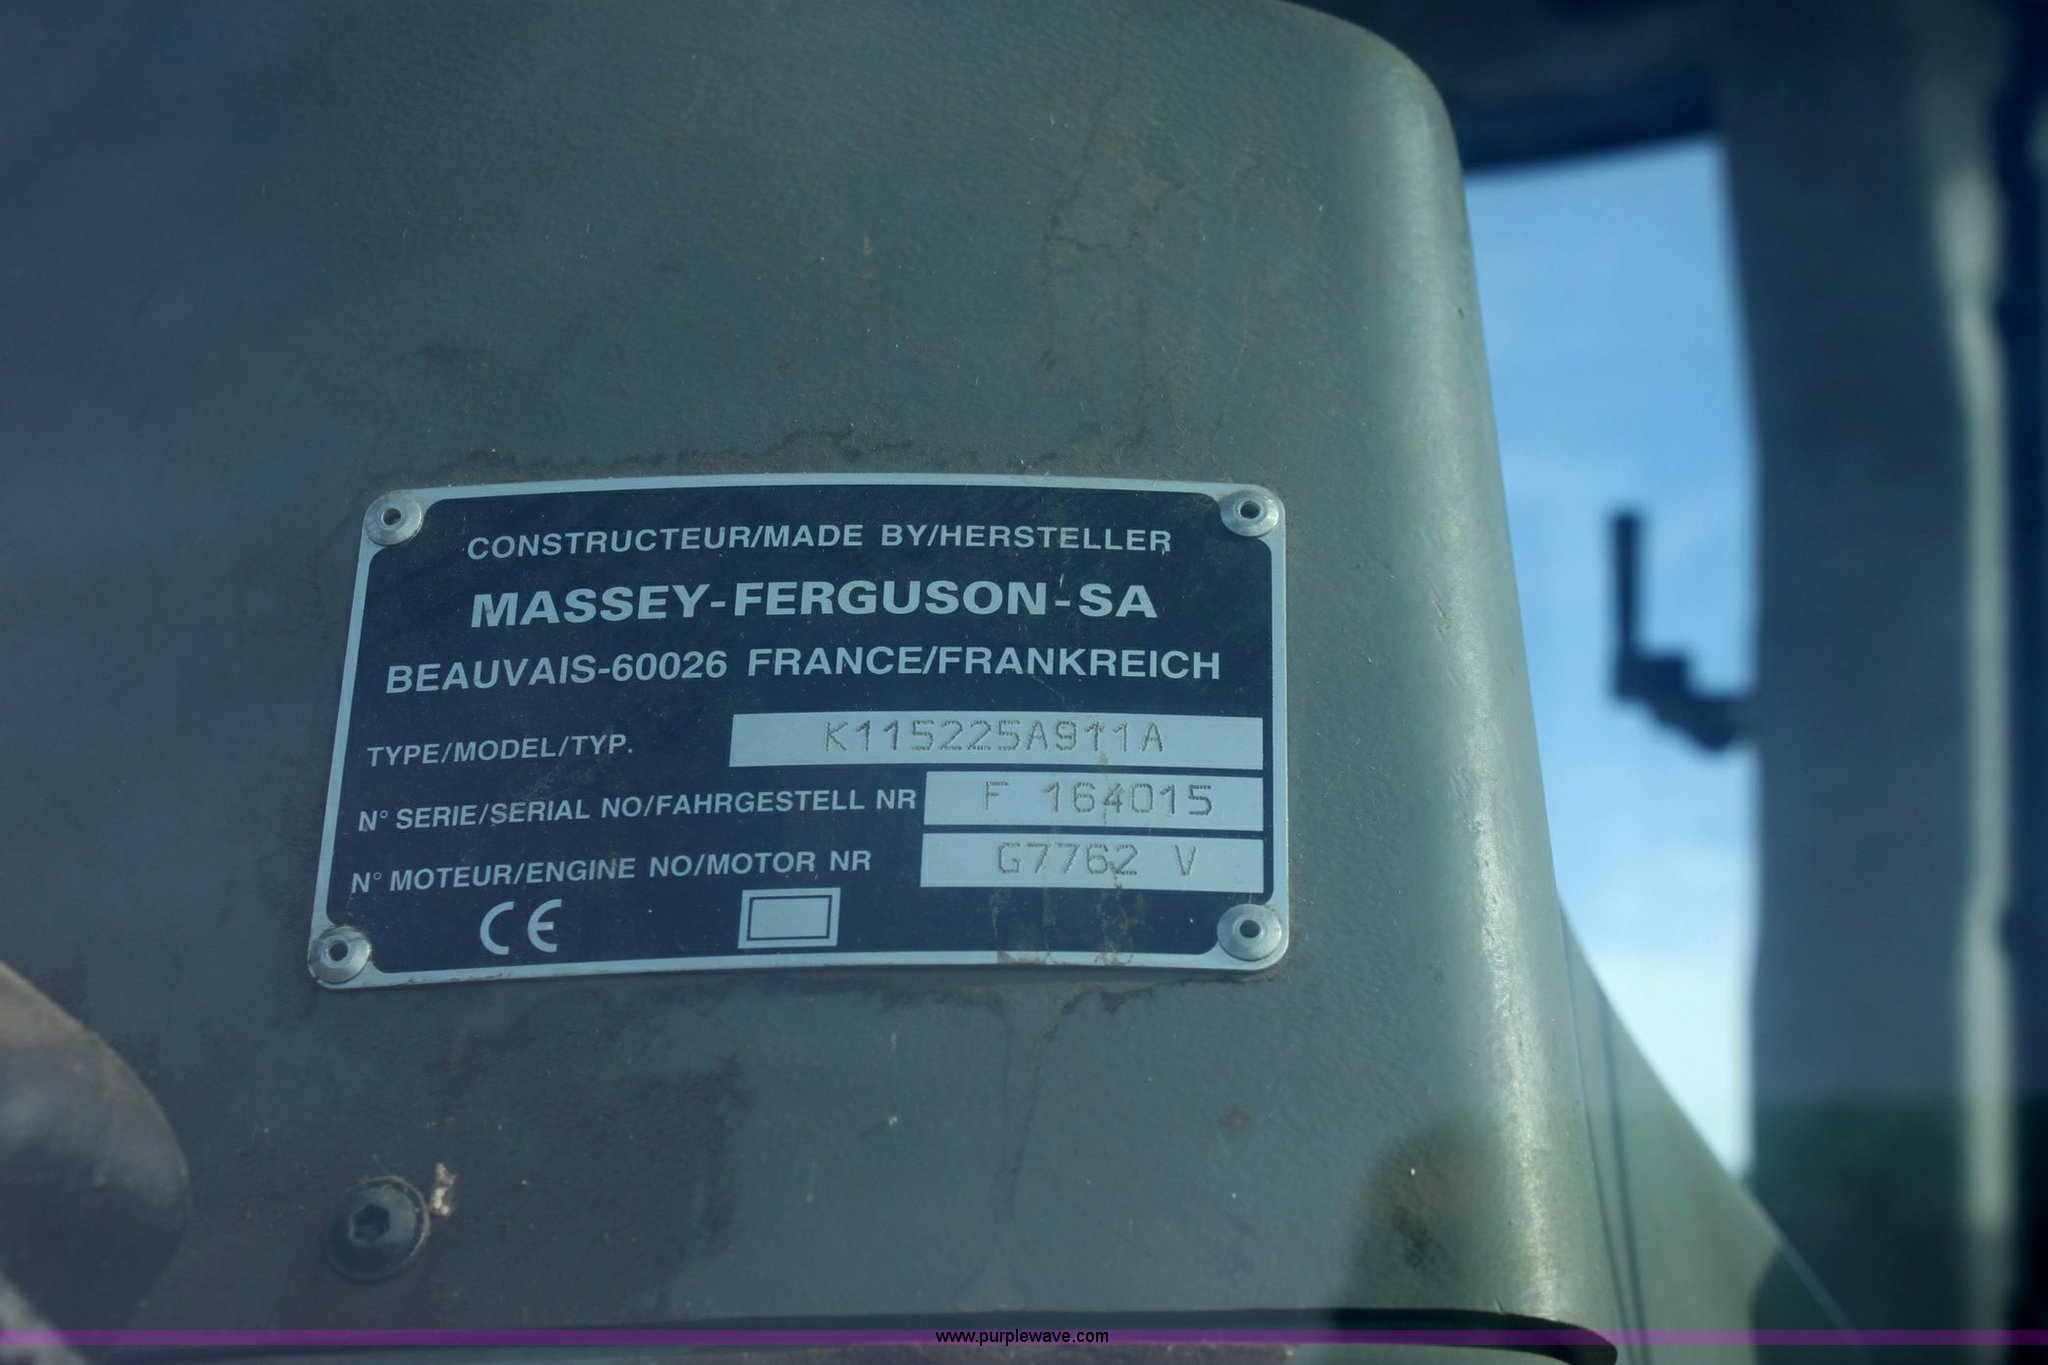 CONSTRUCTEUR/MADE BY/HERSTELLER
MASSEY-FERGUSON-SA
BEAUVAIS-60026 FRANCE/FRANKREICH
TYPE/MODEL/TYP. K115225A911A
N° SERIE/SERIAL NO/FAHRGESTELL NR F 164015
N° MOTEUR/ENGINE NO/MOTOR NR G7762 V
CE
www.purplewave.com